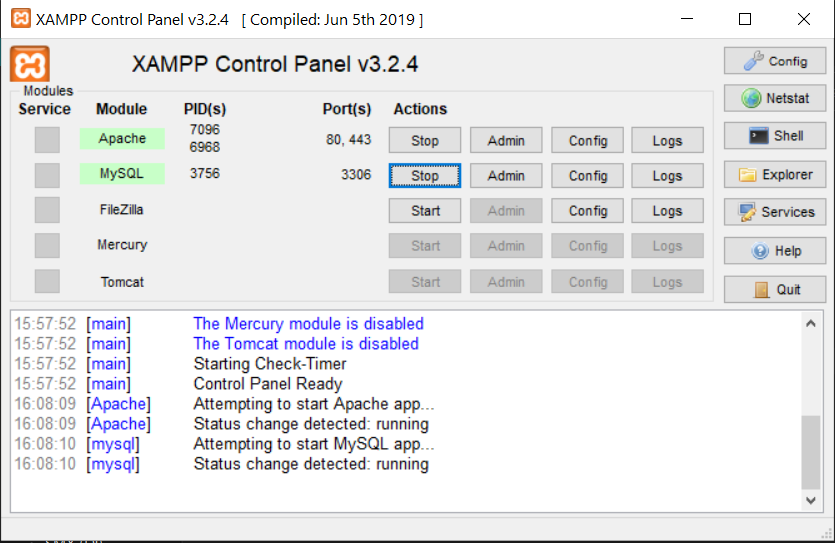 XAMPP Control Panel v3.2.4 [ Compiled: Jun 5th 2019 ]
XAMPP Control Panel v3.2.4
Config
Modules
Service Module PID(s) Port(s) Actions
Netstat
Apache 7096 6968 80, 443 Stop Admin Config Logs
Shell
MySQL 3756 3306 Stop Admin Config Logs
Explorer
FileZilla Start Admin Config Logs
Services
Mercury Start Admin Config Logs
Help
Tomcat Start Admin Config Logs
Quit
15:57:52 [main] The Mercury module is disabled
15:57:52 [main] The Tomcat module is disabled
15:57:52 [main] Starting Check-Timer
15:57:52 [main] Control Panel Ready
16:08:09 [Apache] Attempting to start Apache app...
16:08:09 [Apache] Status change detected: running
16:08:10 [mysql] Attempting to start MySQL app...
16:08:10 [mysql] Status change detected: running